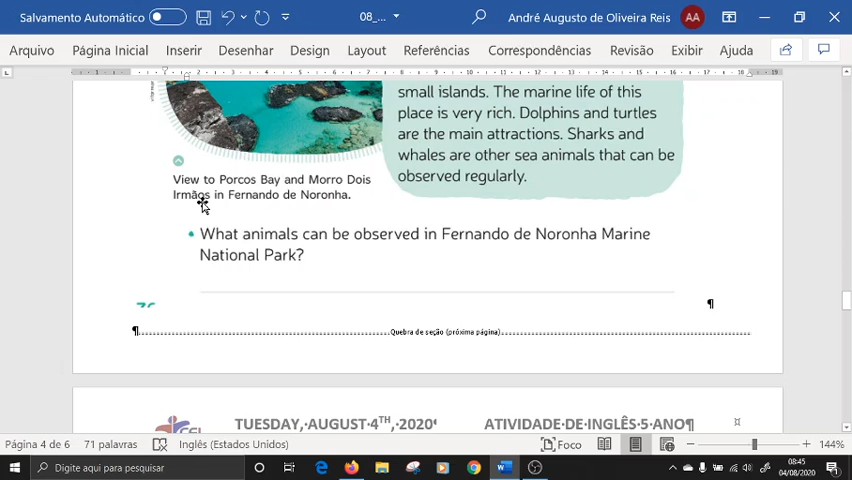 Salvamento Automático
08_...
André Augusto de Oliveira Reis
AA
Arquivo
Página Inicial
Inserir
Desenhar
Design
Layout
Referências
Correspondências
Revisão
Exibir
Ajuda
small islands. The marine life of this
place is very rich. Dolphins and turtles
are the main attractions. Sharks and
whales are other sea animals that can be
observed regularly.
View to Porcos Bay and Morro Dois
Irmãos in Fernando de Noronha.
What animals can be observed in Fernando de Noronha Marine
National Park?
¶
¶
Quebra de seção (próxima página)
TUESDAY,·AUGUST·4TH,·2020
ATIVIDADE·DE·INGLÊS·5·ANO¶
Página 4 de 6
71 palavras
Inglês (Estados Unidos)
Foco
144%
Digite aqui para pesquisar
08:45
04/08/2020